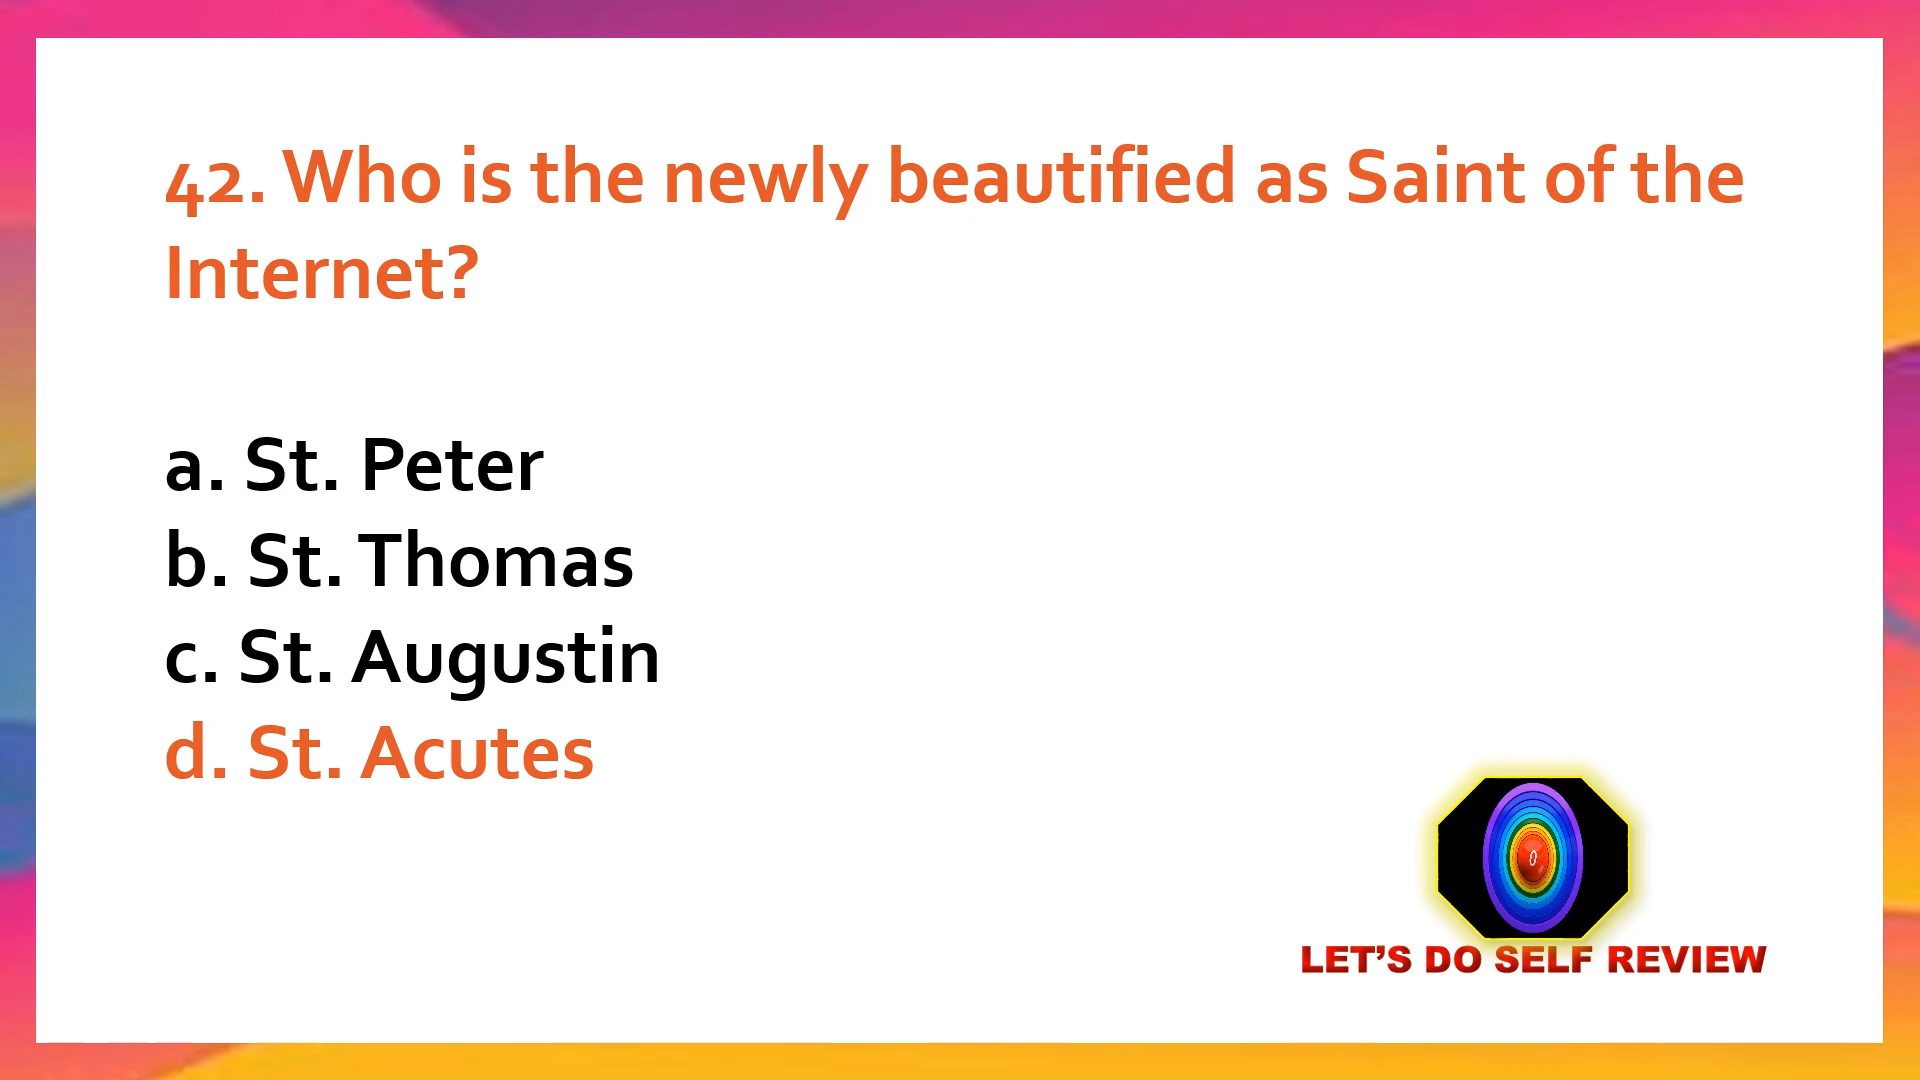 42. Who is the newly beautified as Saint of the
Internet?
a. St. Peter
b. St. Thomas
c. St. Augustin
d. St. Acutes
0
LET'S DO SELF REVIEW